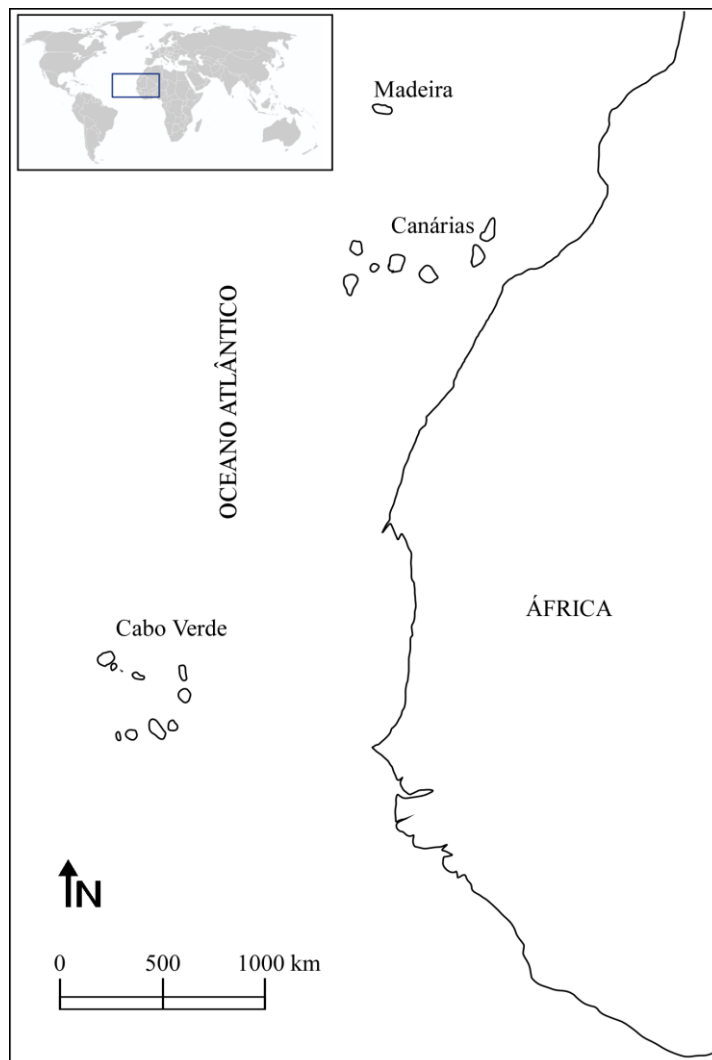 Madeira
Canárias
OCEANO ATLÂNTICO
ÁFRICA
Cabo Verde
N
0 500 1000 km